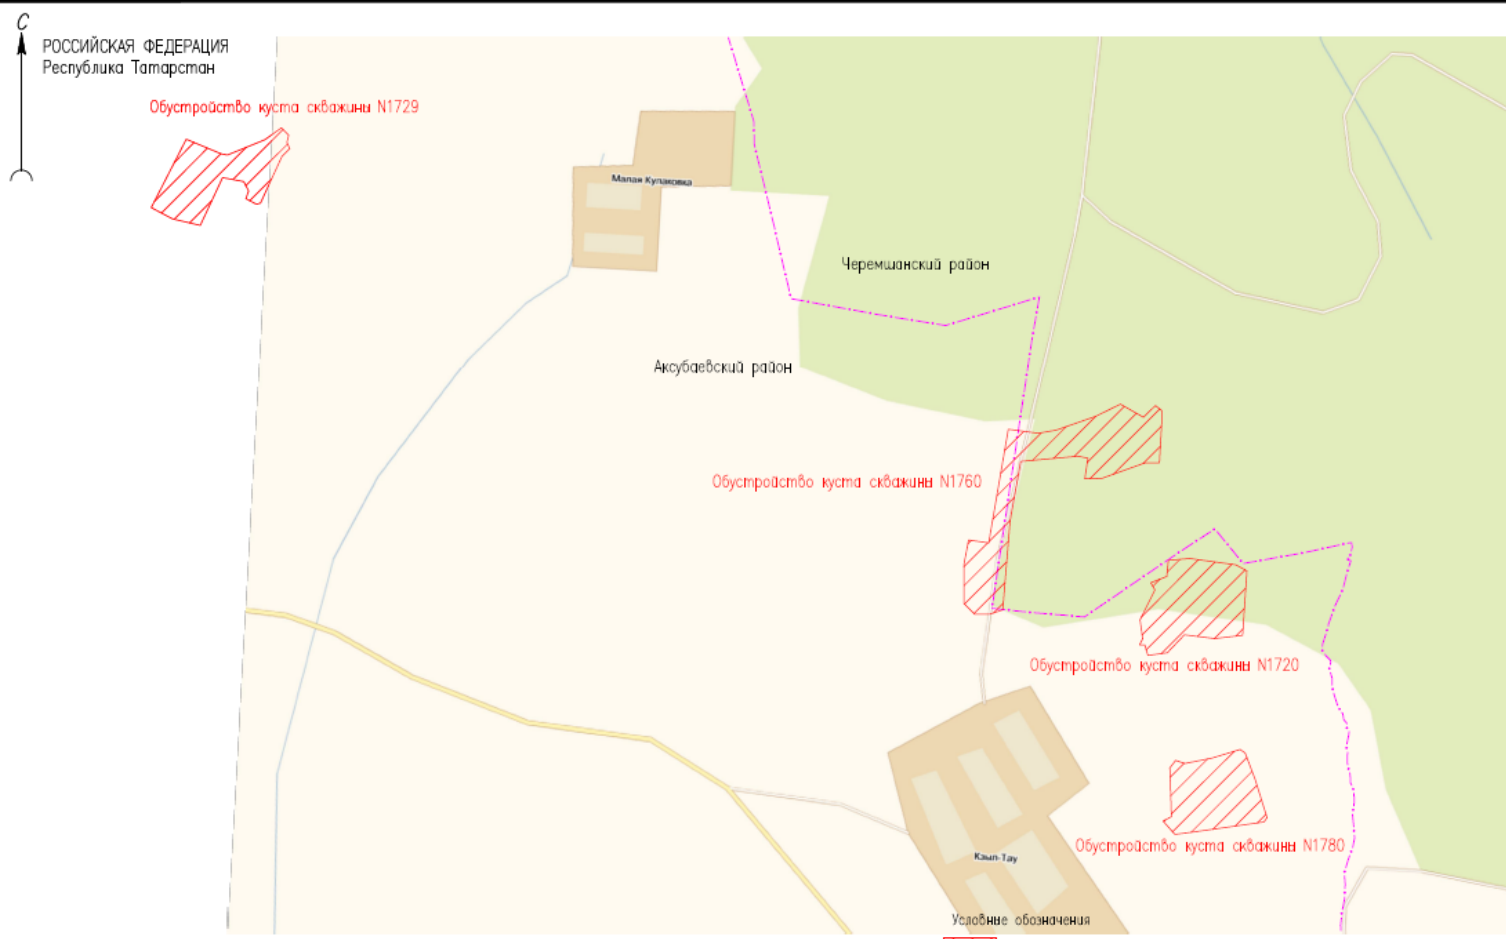 С
РОССИЙСКАЯ ФЕДЕРАЦИЯ
Республика Татарстан
Обустройство куста скважины N1729
Малая Кулаковка
Черемшанский район
Аксубаевский район
Обустройство куста скважины N1760
Обустройство куста скважины N1720
Обустройство куста скважины N1780
Кзыл-Тау
Условные обозначения